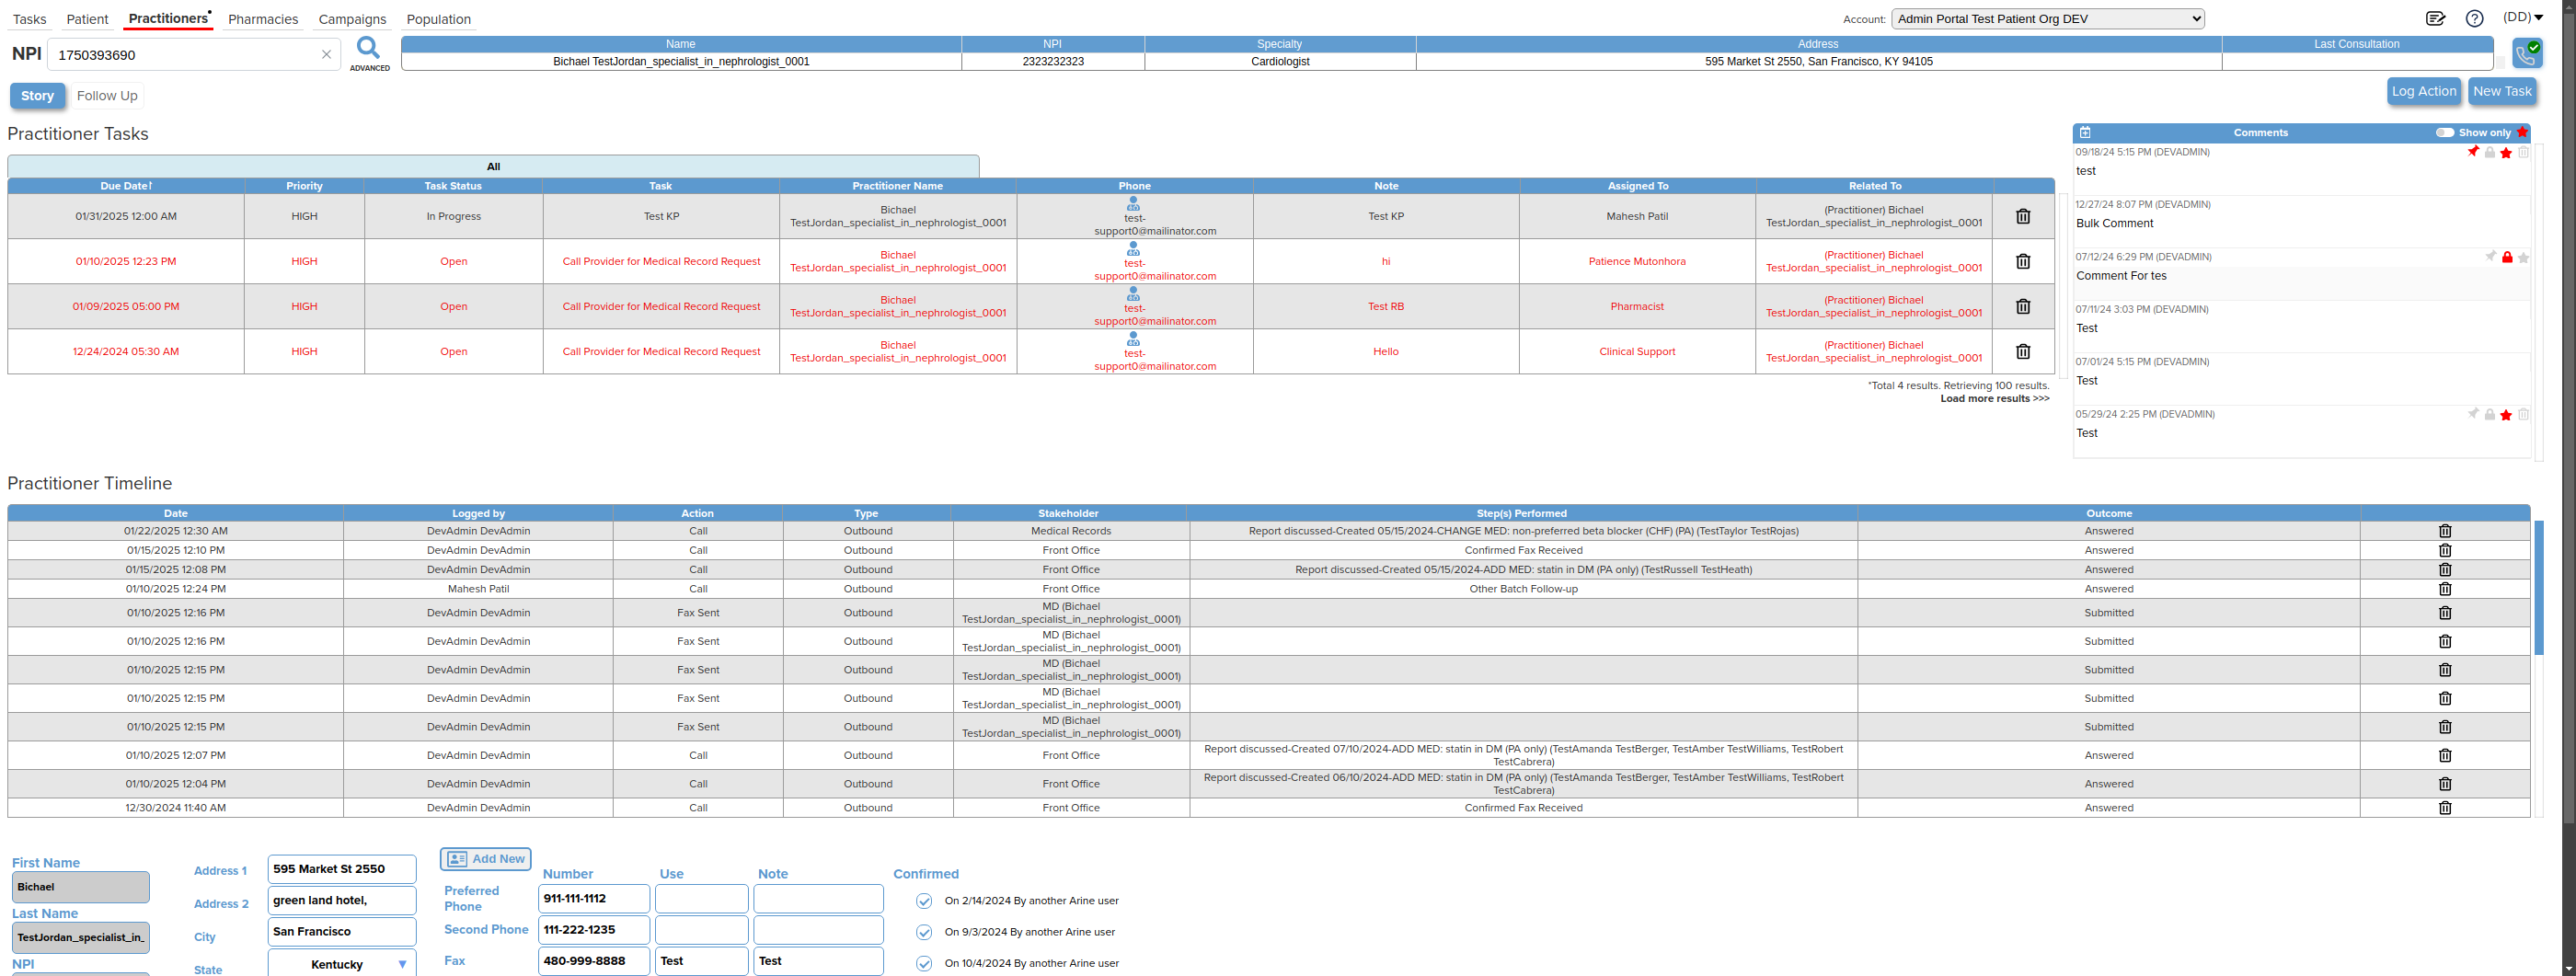 Tasks Patient Practitioners Pharmacies Campaigns Population Account: Admin Portal Test Patient Org DEV (DD)
NPI 1750393690 ADVANCED
Name NPI Specialty Address Last Consultation
Bichael TestJordan_specialist_in_nephrologist_0001 2323232323 Cardiologist 595 Market St 2550, San Francisco, KY 94105
Story Follow Up Log Action New Task
Practitioner Tasks
All
Due Date↑ Priority Task Status Task Practitioner Name Phone Note Assigned To Related To
01/31/2025 12:00 AM HIGH In Progress Test KP Bichael TestJordan_specialist_in_nephrologist_0001 test-support0@mailinator.com Test KP Mahesh Patil (Practitioner) Bichael TestJordan_specialist_in_nephrologist_0001
01/10/2025 12:23 PM HIGH Open Call Provider for Medical Record Request Bichael TestJordan_specialist_in_nephrologist_0001 test-support0@mailinator.com hi Patience Mutonhora (Practitioner) Bichael TestJordan_specialist_in_nephrologist_0001
01/09/2025 05:00 PM HIGH Open Call Provider for Medical Record Request Bichael TestJordan_specialist_in_nephrologist_0001 test-support0@mailinator.com Test RB Pharmacist (Practitioner) Bichael TestJordan_specialist_in_nephrologist_0001
12/24/2024 05:30 AM HIGH Open Call Provider for Medical Record Request Bichael TestJordan_specialist_in_nephrologist_0001 test-support0@mailinator.com Hello Clinical Support (Practitioner) Bichael TestJordan_specialist_in_nephrologist_0001
*Total 4 results. Retrieving 100 results.
Load more results >>>
Comments Show only
09/18/24 5:15 PM (DEVADMIN)
test
12/27/24 8:07 PM (DEVADMIN)
Bulk Comment
07/12/24 6:29 PM (DEVADMIN)
Comment For tes
07/11/24 3:03 PM (DEVADMIN)
Test
07/01/24 5:15 PM (DEVADMIN)
Test
05/29/24 2:25 PM (DEVADMIN)
Test
Practitioner Timeline
Date Logged by Action Type Stakeholder Step(s) Performed Outcome
01/22/2025 12:30 AM DevAdmin DevAdmin Call Outbound Medical Records Report discussed-Created 05/15/2024-CHANGE MED: non-preferred beta blocker (CHF) (PA) (TestTaylor TestRojas) Answered
01/15/2025 12:10 PM DevAdmin DevAdmin Call Outbound Front Office Confirmed Fax Received Answered
01/15/2025 12:08 PM DevAdmin DevAdmin Call Outbound Front Office Report discussed-Created 05/15/2024-ADD MED: statin in DM (PA only) (TestRussell TestHeath) Answered
01/10/2025 12:24 PM Mahesh Patil Call Outbound Front Office Other Batch Follow-up Answered
01/10/2025 12:16 PM DevAdmin DevAdmin Fax Sent Outbound MD (Bichael TestJordan_specialist_in_nephrologist_0001) Submitted
01/10/2025 12:16 PM DevAdmin DevAdmin Fax Sent Outbound MD (Bichael TestJordan_specialist_in_nephrologist_0001) Submitted
01/10/2025 12:15 PM DevAdmin DevAdmin Fax Sent Outbound MD (Bichael TestJordan_specialist_in_nephrologist_0001) Submitted
01/10/2025 12:15 PM DevAdmin DevAdmin Fax Sent Outbound MD (Bichael TestJordan_specialist_in_nephrologist_0001) Submitted
01/10/2025 12:15 PM DevAdmin DevAdmin Fax Sent Outbound MD (Bichael TestJordan_specialist_in_nephrologist_0001) Submitted
01/10/2025 12:07 PM DevAdmin DevAdmin Call Outbound Front Office Report discussed-Created 07/10/2024-ADD MED: statin in DM (PA only) (TestAmanda TestBerger, TestAmber TestWilliams, TestRobert TestCabrera) Answered
01/10/2025 12:04 PM DevAdmin DevAdmin Call Outbound Front Office Report discussed-Created 06/10/2024-ADD MED: statin in DM (PA only) (TestAmanda TestBerger, TestAmber TestWilliams, TestRobert TestCabrera) Answered
12/30/2024 11:40 AM DevAdmin DevAdmin Call Outbound Front Office Confirmed Fax Received Answered
First Name
Bichael
Last Name
TestJordan_specialist_in_
NPI
Address 1 595 Market St 2550
Address 2 green land hotel,
City San Francisco
State Kentucky
Add New
Number Use Note Confirmed
Preferred Phone 911-111-1112 On 2/14/2024 By another Arine user
Second Phone 111-222-1235 On 9/3/2024 By another Arine user
Fax 480-999-8888 Test Test On 10/4/2024 By another Arine user